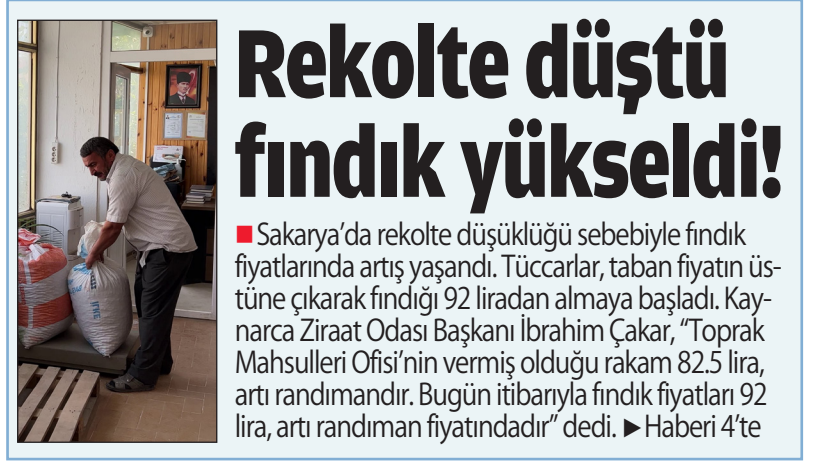 Rekolte düştü
fındık yükseldi!
Sakarya'da rekolte düşüklüğü sebebiyle fındık
fiyatlarında artış yaşandı. Tüccarlar, taban fiyatın üs-
tüne çıkarak fındığı 92 liradan almaya başladı. Kay-
narca Ziraat Odası Başkanı İbrahim Çakar, “Toprak
Mahsulleri Ofisi'nin vermiş olduğu rakam 82.5 lira,
artı randımandır. Bugün itibarıyla fındık fiyatları 92
lira, artı randıman fiyatındadır” dedi. ►Haberi 4'te